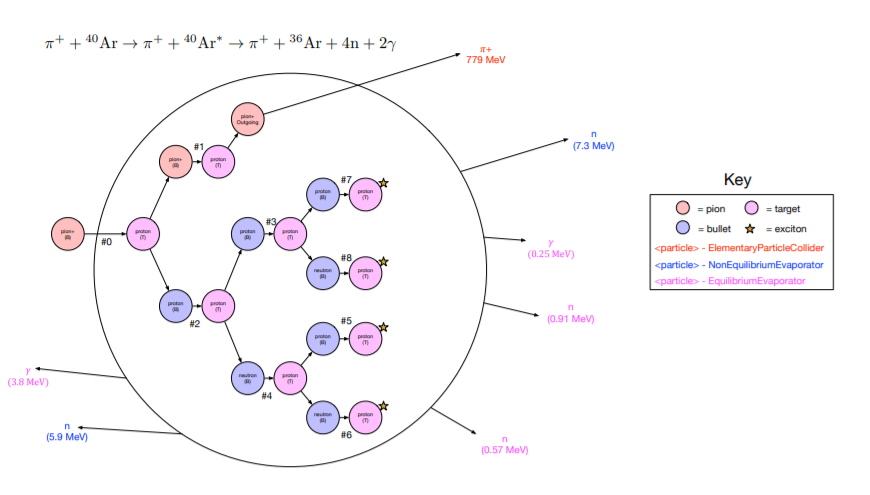 π⁺ + ⁴⁰Ar → π⁺ + ⁴⁰Ar* → π⁺ + ³⁶Ar + 4n + 2γ
π+
779 MeV
pion+
Outgoing
n
(7.3 MeV)
#1
pion+
(B)
proton
(T)
#7
proton
(B)
proton
(T)
Key
= pion
= target
= bullet
= exciton
<particle> - ElementaryParticleCollider
<particle> - NonEquilibriumEvaporator
<particle> - EquilibriumEvaporator
pion+
(B)
#0
proton
(T)
#3
proton
(B)
proton
(T)
γ
(0.25 MeV)
#8
neutron
(B)
proton
(T)
proton
(B)
#2
proton
(T)
n
(0.91 MeV)
#5
proton
(B)
proton
(T)
γ
(3.8 MeV)
neutron
(B)
#4
proton
(T)
neutron
(B)
#6
proton
(T)
n
(5.9 MeV)
n
(0.57 MeV)